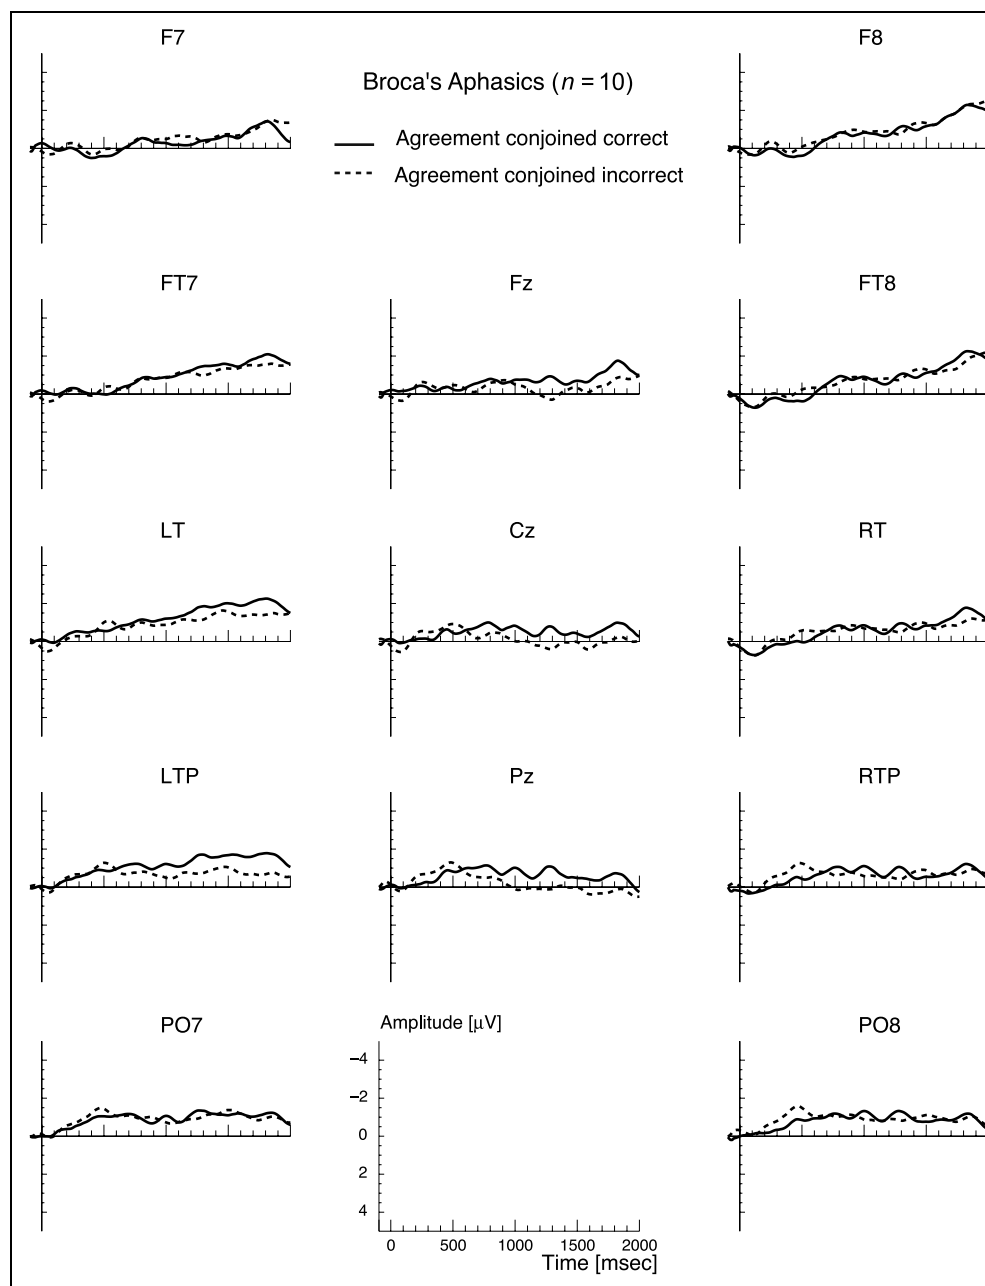 F7
F8
Broca's Aphasics (n = 10)
Agreement conjoined correct
Agreement conjoined incorrect
FT7
Fz
FT8
LT
Cz
RT
LTP
Pz
RTP
PO7
Amplitude [μV]
PO8
–4
–2
0
2
4
0 500 1000 1500 2000
Time [msec]